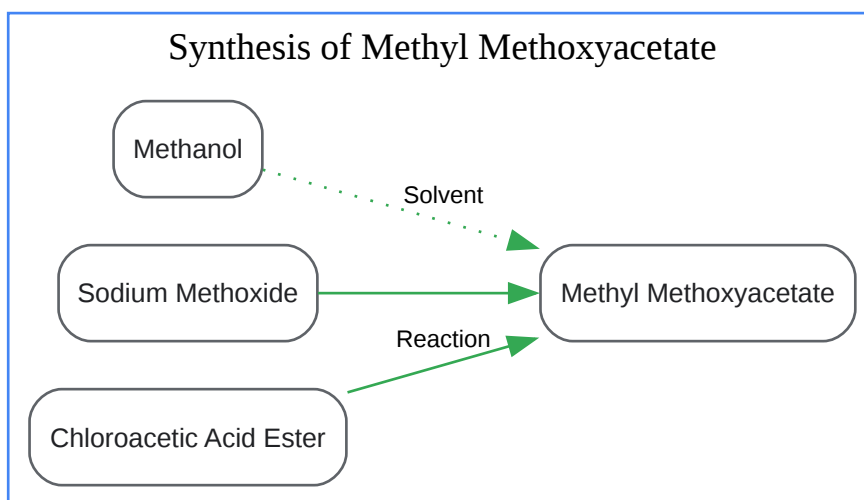 Synthesis of Methyl Methoxyacetate
Methanol
Solvent
Sodium Methoxide
Methyl Methoxyacetate
Reaction
Chloroacetic Acid Ester